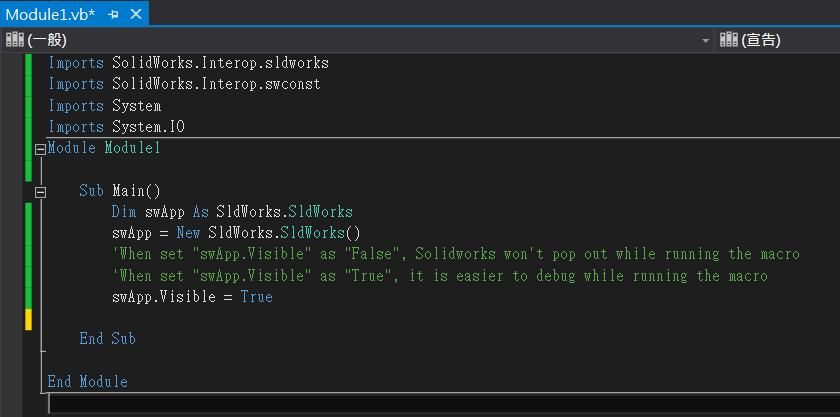 Module1.vb*
(一般)
(宣告)
Imports SolidWorks.Interop.sldworks
Imports SolidWorks.Interop.swconst
Imports System
Imports System.IO
Module Module1
Sub Main()
Dim swApp As SldWorks.SldWorks
swApp = New SldWorks.SldWorks()
'When set "swApp.Visible" as "False", Solidworks won't pop out while running the macro
'When set "swApp.Visible" as "True", it is easier to debug while running the macro
swApp.Visible = True
End Sub
End Module